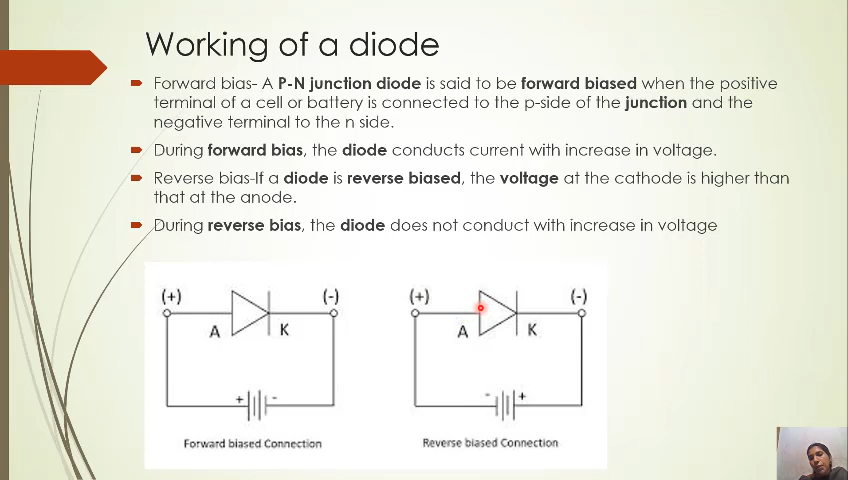 Working of a diode
Forward bias- A P-N junction diode is said to be forward biased when the positive
terminal of a cell or battery is connected to the p-side of the junction and the
negative terminal to the n side.
During forward bias, the diode conducts current with increase in voltage.
Reverse bias-If a diode is reverse biased, the voltage at the cathode is higher than
that at the anode.
During reverse bias, the diode does not conduct with increase in voltage
(+) (-)
A K
+ -
Forward biased Connection
(+) (-)
A K
- +
Reverse biased Connection